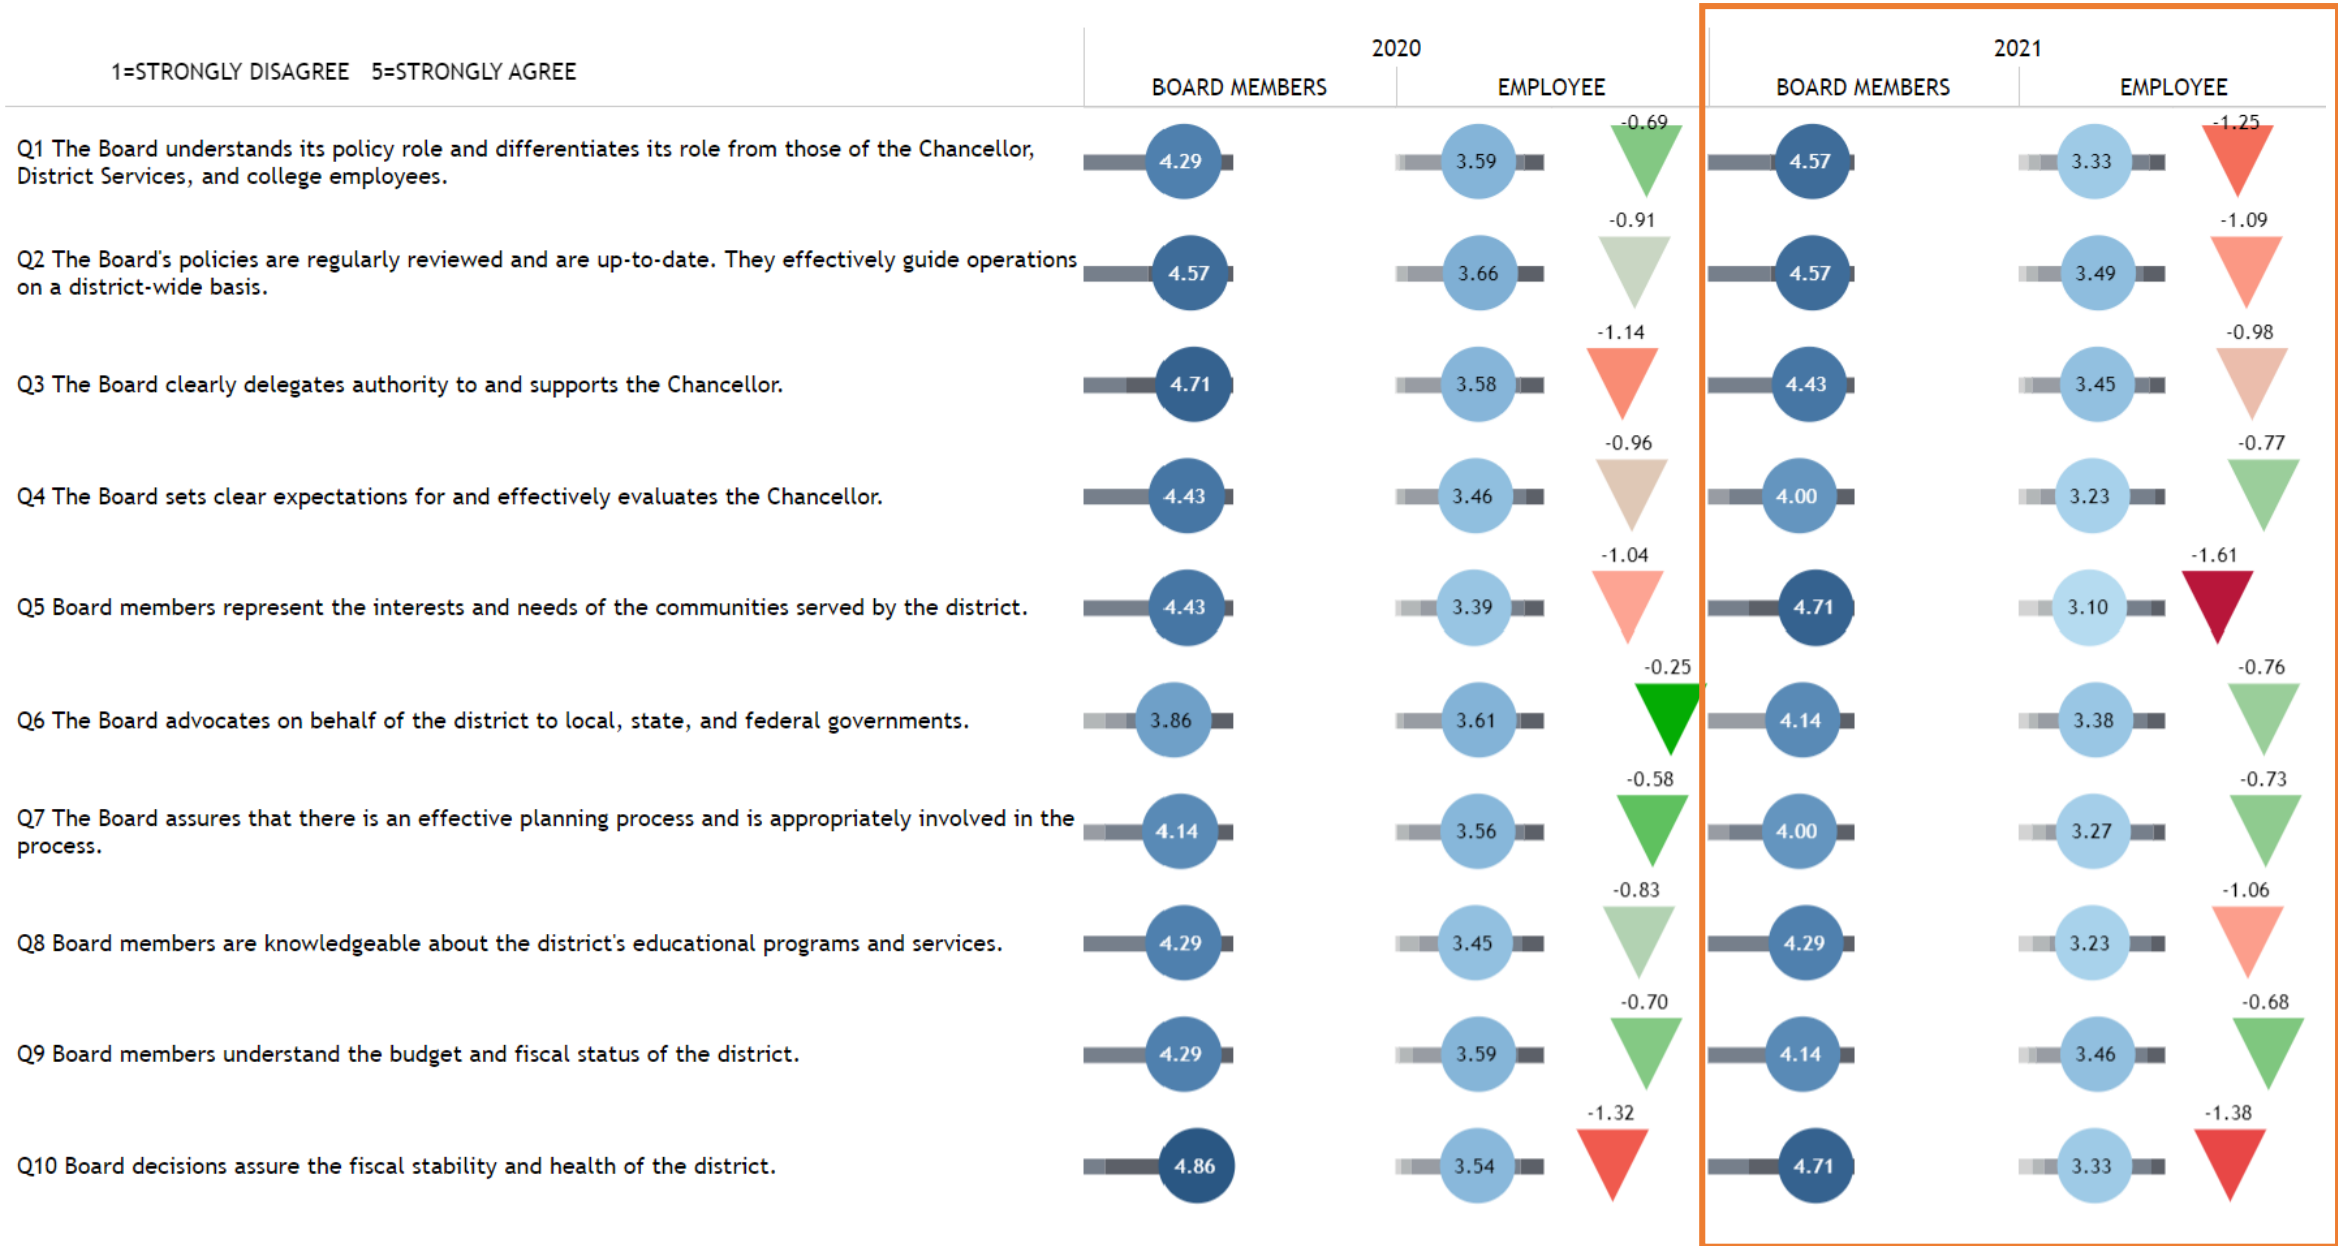 2020 2021
1=STRONGLY DISAGREE 5=STRONGLY AGREE
BOARD MEMBERS EMPLOYEE BOARD MEMBERS EMPLOYEE
Q1 The Board understands its policy role and differentiates its role from those of the Chancellor,
District Services, and college employees.
4.29 3.59 -0.69 4.57 3.33 -1.25
Q2 The Board's policies are regularly reviewed and are up-to-date. They effectively guide operations
on a district-wide basis.
4.57 3.66 -0.91 4.57 3.49 -1.09
Q3 The Board clearly delegates authority to and supports the Chancellor.
4.71 3.58 -1.14 4.43 3.45 -0.98
Q4 The Board sets clear expectations for and effectively evaluates the Chancellor.
4.43 3.46 -0.96 4.00 3.23 -0.77
Q5 Board members represent the interests and needs of the communities served by the district.
4.43 3.39 -1.04 4.71 3.10 -1.61
Q6 The Board advocates on behalf of the district to local, state, and federal governments.
3.86 3.61 -0.25 4.14 3.38 -0.76
Q7 The Board assures that there is an effective planning process and is appropriately involved in the
process.
4.14 3.56 -0.58 4.00 3.27 -0.73
Q8 Board members are knowledgeable about the district's educational programs and services.
4.29 3.45 -0.83 4.29 3.23 -1.06
Q9 Board members understand the budget and fiscal status of the district.
4.29 3.59 -0.70 4.14 3.46 -0.68
Q10 Board decisions assure the fiscal stability and health of the district.
4.86 3.54 -1.32 4.71 3.33 -1.38